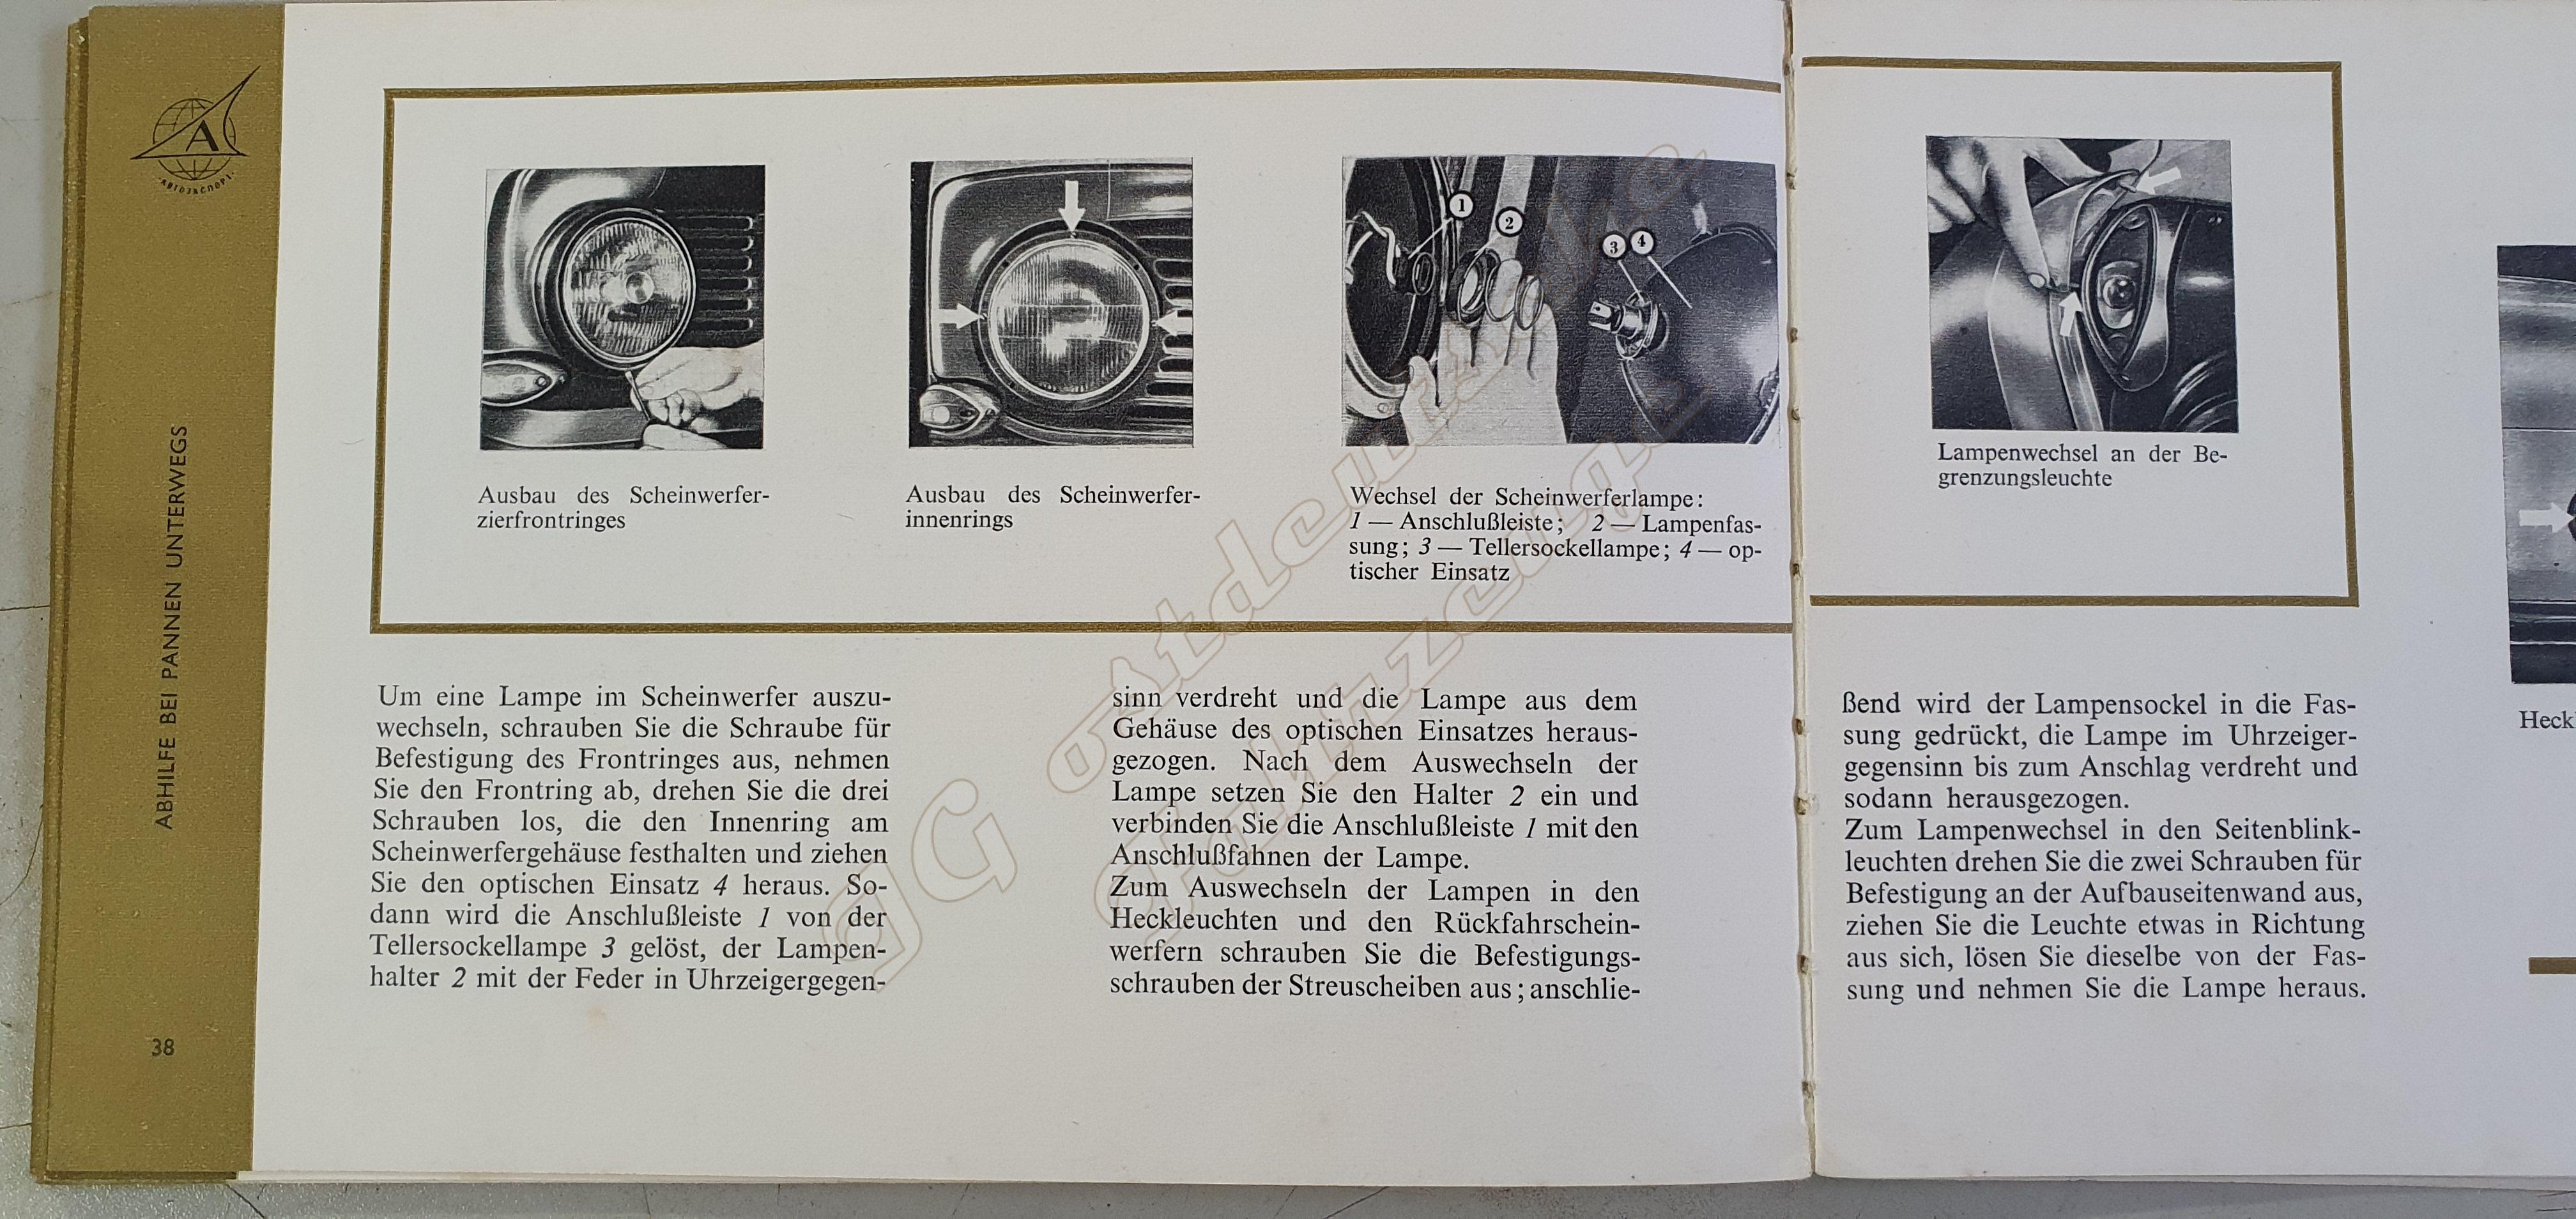 A
АВТОЭКСПОРТ
ABHILFE BEI PANNEN UNTERWEGS
38
1
2
3
4
Ausbau des Scheinwerfer-
zierfrontringes
Ausbau des Scheinwerfer-
innenrings
Wechsel der Scheinwerferlampe:
1 — Anschlußleiste; 2 — Lampenfas-
sung; 3 — Tellersockellampe; 4 — op-
tischer Einsatz
Lampenwechsel an der Be-
grenzungsleuchte
Um eine Lampe im Scheinwerfer auszu-
wechseln, schrauben Sie die Schraube für
Befestigung des Frontringes aus, nehmen
Sie den Frontring ab, drehen Sie die drei
Schrauben los, die den Innenring am
Scheinwerfergehäuse festhalten und ziehen
Sie den optischen Einsatz 4 heraus. So-
dann wird die Anschlußleiste 1 von der
Tellersockellampe 3 gelöst, der Lampen-
halter 2 mit der Feder in Uhrzeigergegen-
sinn verdreht und die Lampe aus dem
Gehäuse des optischen Einsatzes heraus-
gezogen. Nach dem Auswechseln der
Lampe setzen Sie den Halter 2 ein und
verbinden Sie die Anschlußleiste 1 mit den
Anschlußfahnen der Lampe.
Zum Auswechseln der Lampen in den
Heckleuchten und den Rückfahrschein-
werfern schrauben Sie die Befestigungs-
schrauben der Streuscheiben aus; anschlie-
ßend wird der Lampensockel in die Fas-
sung gedrückt, die Lampe im Uhrzeiger-
gegensinn bis zum Anschlag verdreht und
sodann herausgezogen.
Zum Lampenwechsel in den Seitenblink-
leuchten drehen Sie die zwei Schrauben für
Befestigung an der Aufbauseitenwand aus,
ziehen Sie die Leuchte etwas in Richtung
aus sich, lösen Sie dieselbe von der Fas-
sung und nehmen Sie die Lampe heraus.
Heck